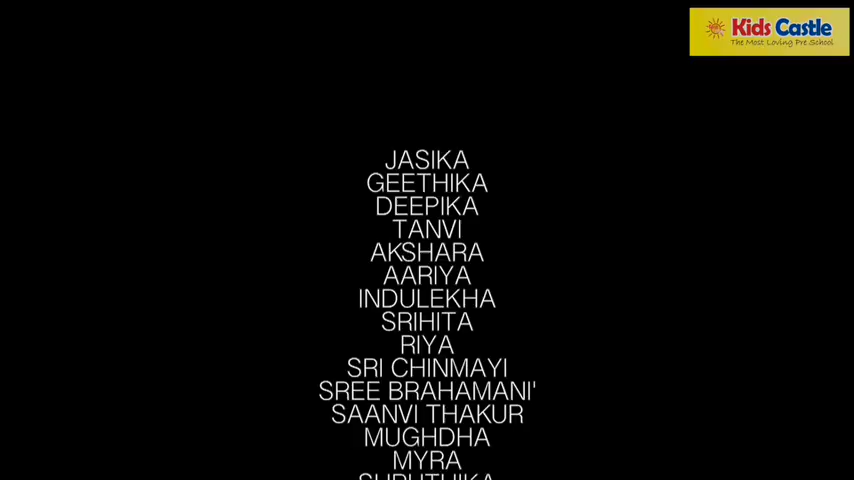 Kids Castle
The Most Loving Pre School
JASIKA
GEETHIKA
DEEPIKA
TANVI
AKSHARA
AARIYA
INDULEKHA
SRIHITA
RIYA
SRI CHINMAYI
SREE BRAHAMANI'
SAANVI THAKUR
MUGHDHA
MYRA